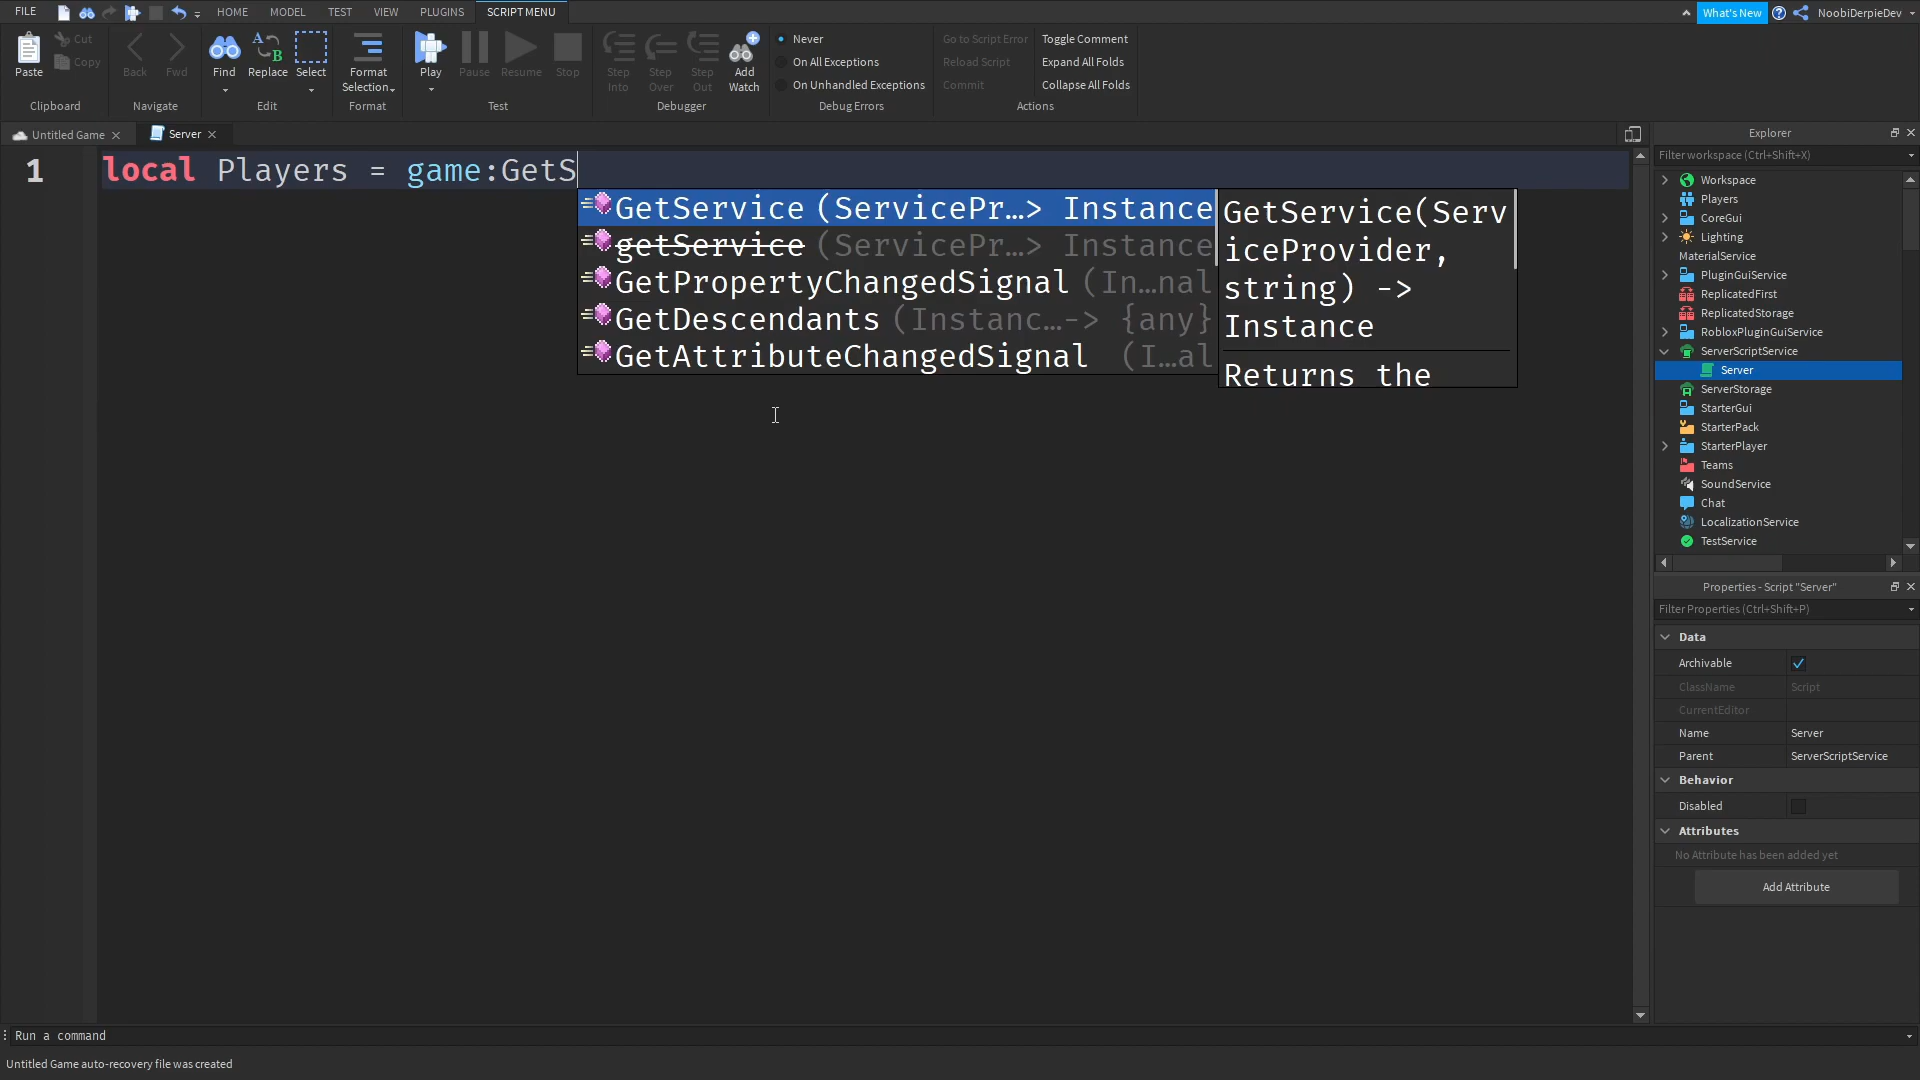 FILE HOME MODEL TEST VIEW PLUGINS SCRIPT MENU What's New NoobiDerpieDev
Paste Cut Copy
Clipboard
Back Fwd
Navigate
Find Replace Select
Edit
Format Selection
Format
Play Pause Resume Stop
Test
Step Into Step Over Step Out Add Watch
Debugger
Never
On All Exceptions
On Unhandled Exceptions
Debug Errors
Go to Script Error Toggle Comment
Reload Script Expand All Folds
Commit Collapse All Folds
Actions
Untitled Game Server
1 local Players = game:GetS
GetService (ServicePr...> Instance
getService (ServicePr...> Instance
GetPropertyChangedSignal (In...nal
GetDescendants (Instanc...-> {any}
GetAttributeChangedSignal (I...al
GetService(Serv
iceProvider,
string) ->
Instance
Returns the
Explorer
Filter workspace (Ctrl+Shift+X)
Workspace
Players
CoreGui
Lighting
MaterialService
PluginGuiService
ReplicatedFirst
ReplicatedStorage
RobloxPluginGuiService
ServerScriptService
Server
ServerStorage
StarterGui
StarterPack
StarterPlayer
Teams
SoundService
Chat
LocalizationService
TestService
Properties - Script "Server"
Filter Properties (Ctrl+Shift+P)
Data
Archivable
ClassName Script
CurrentEditor
Name Server
Parent ServerScriptService
Behavior
Disabled
Attributes
No Attribute has been added yet
Add Attribute
Run a command
Untitled Game auto-recovery file was created